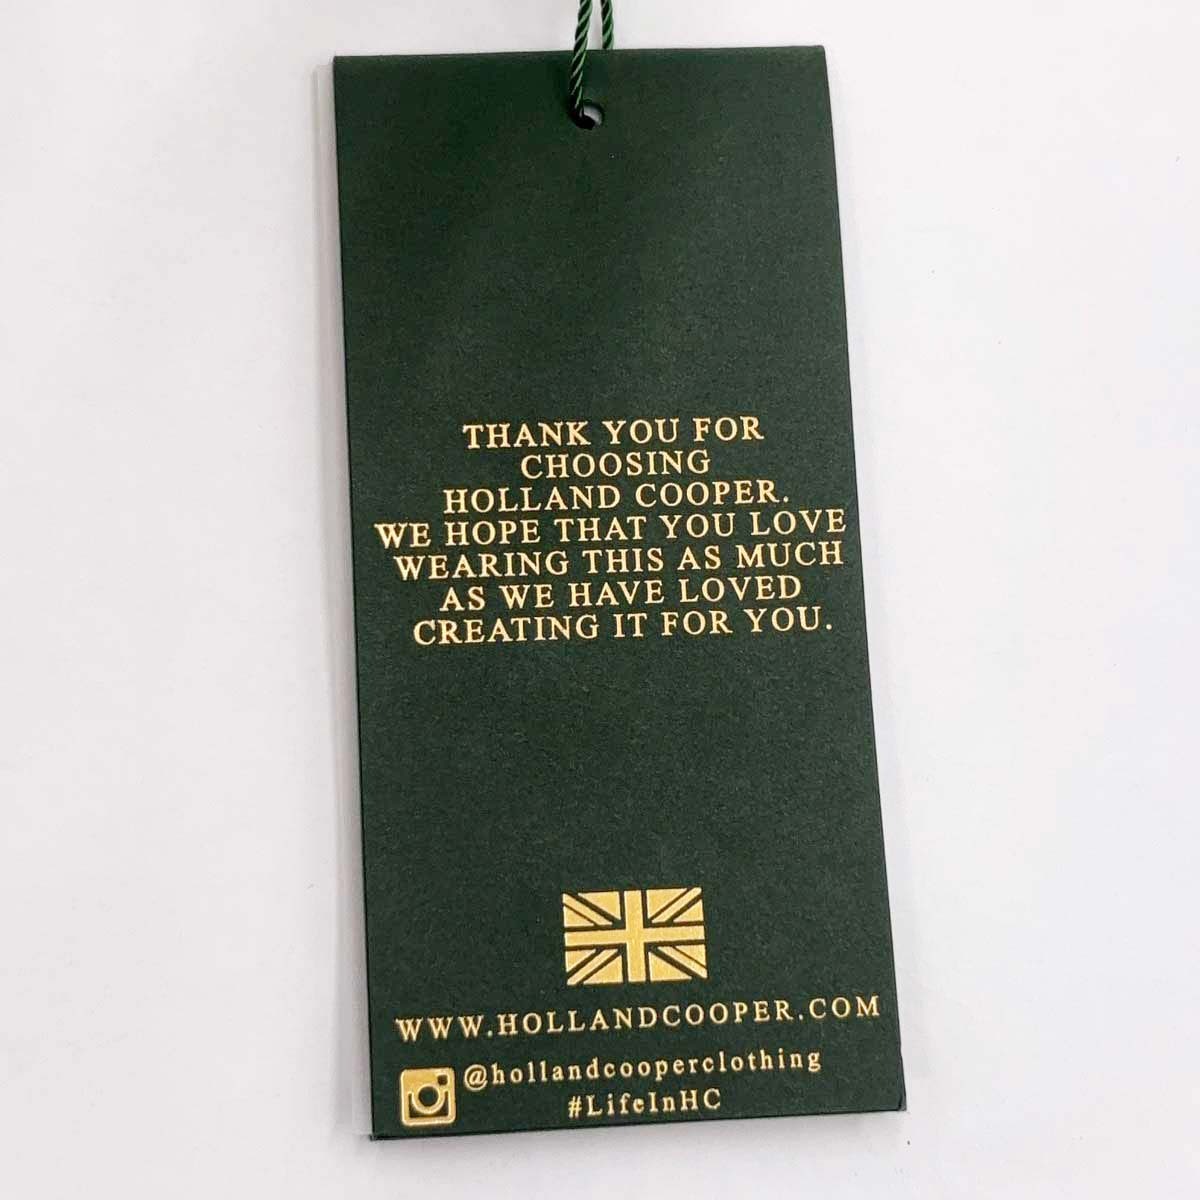 THANK YOU FOR
CHOOSING
HOLLAND COOPER.
WE HOPE THAT YOU LOVE
WEARING THIS AS MUCH
AS WE HAVE LOVED
CREATING IT FOR YOU.
WWW.HOLLANDCOOPER.COM
@hollandcooperclothing
#LifeInHC